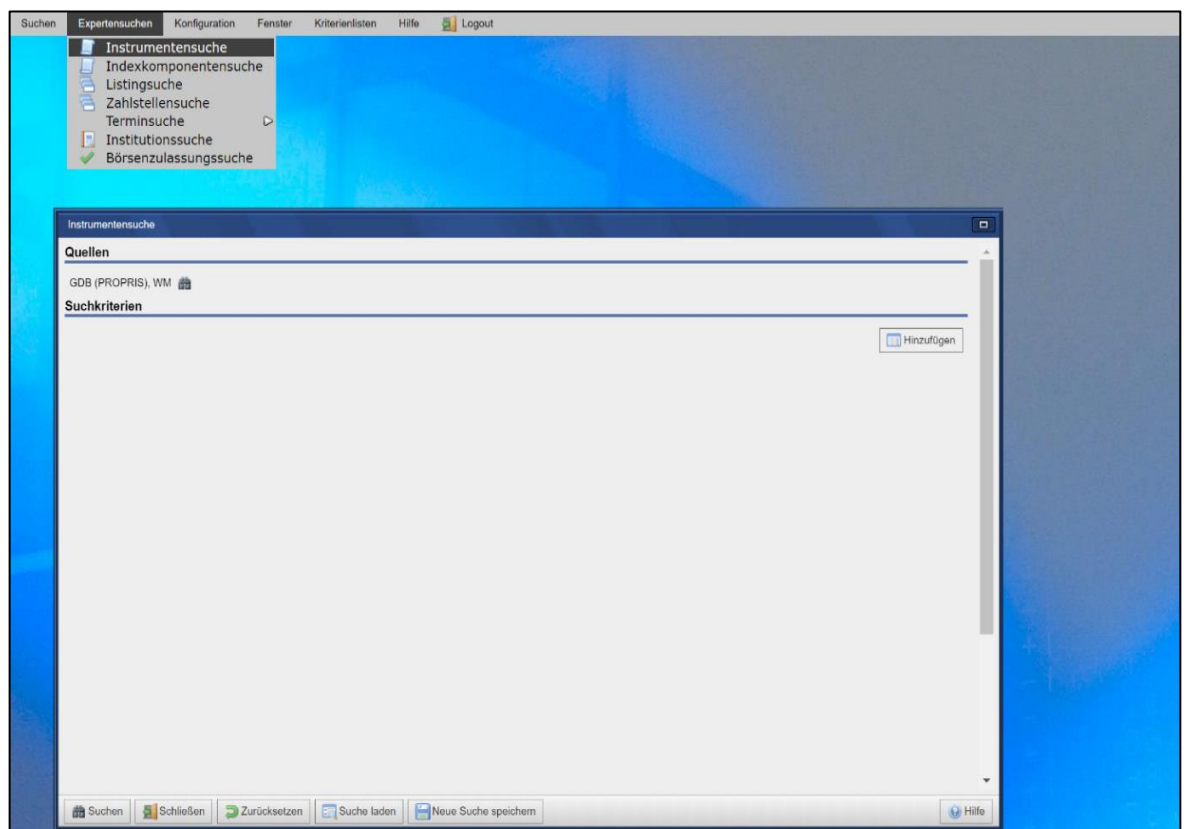 Suchen Expertensuchen Konfiguration Fenster Kriterienlisten Hilfe Logout
Instrumentensuche
Indexkomponentensuche
Listingsuche
Zahlstellensuche
Terminsuche
Institutionssuche
Börsenzulassungssuche
Instrumentensuche
Quellen
GDB (PROPRIS), WM
Suchkriterien
Hinzufügen
Suchen Schließen Zurücksetzen Suche laden Neue Suche speichern Hilfe